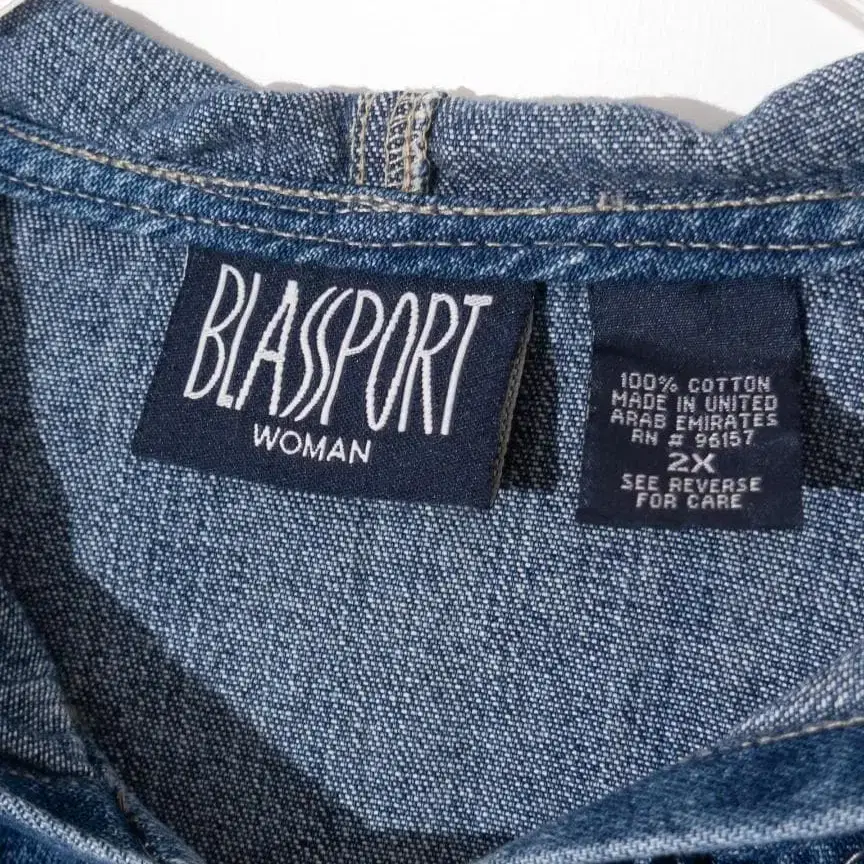 BLASSPORT
WOMAN
100% COTTON
MADE IN UNITED
ARAB EMIRATES
RN # 96157
2X
SEE REVERSE
FOR CARE